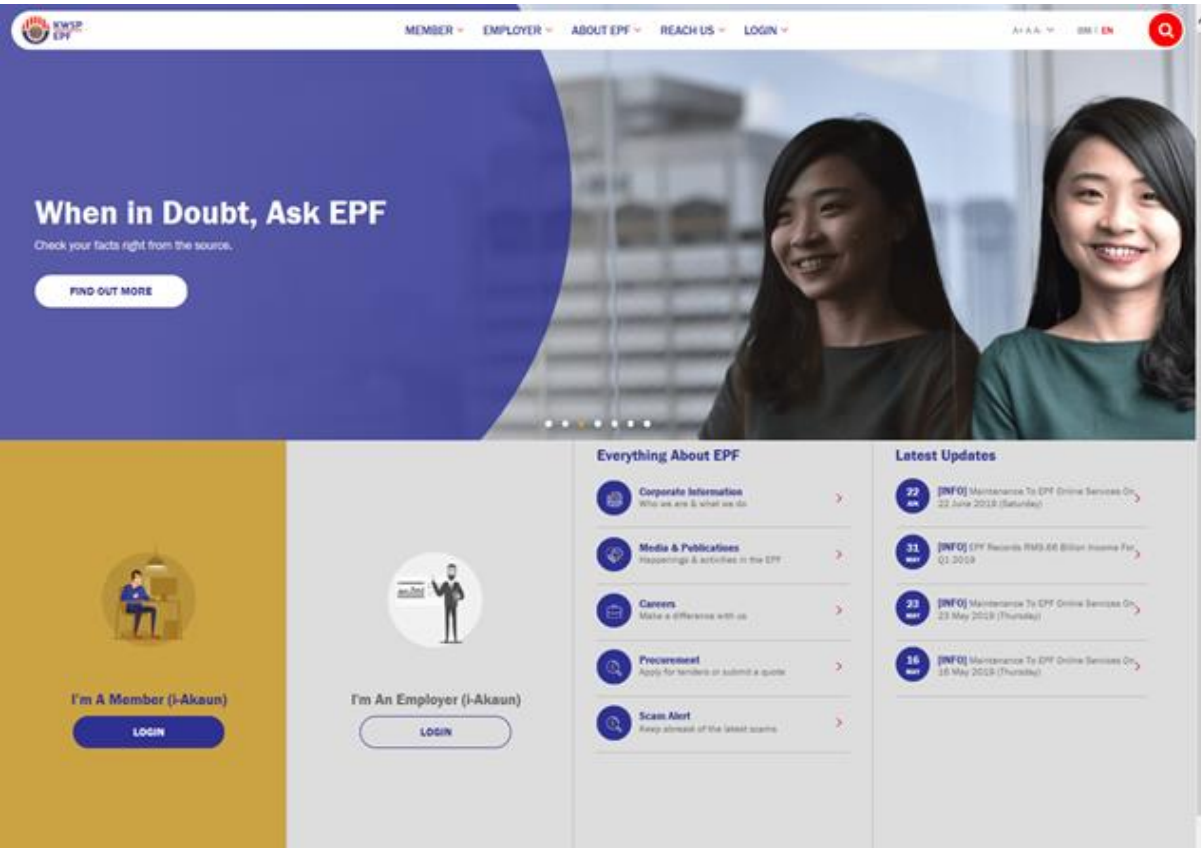 KWSP
EPF
MEMBER
EMPLOYER
ABOUT EPF
REACH US
LOGIN
A+ A A-
BM | EN
When in Doubt, Ask EPF
Check your facts right from the source.
FIND OUT MORE
I'm A Member (i-Akaun)
LOGIN
I'm An Employer (i-Akaun)
LOGIN
Everything About EPF
Corporate Information
Who we are & what we do
Media & Publications
Happenings & activities in the EPF
Careers
Make a difference with us
Procurement
Apply for tenders or submit a quote
Scam Alert
Keep abreast of the latest scams
Latest Updates
22
[INFO] Maintenance To EPF Online Services On
22 June 2019 (Saturday)
31
MAY
[INFO] EPF Records RM9.66 Billion Income For
Q1 2019
23
MAY
[INFO] Maintenance To EPF Online Services On
23 May 2019 (Thursday)
16
MAY
[INFO] Maintenance To EPF Online Services On
16 May 2019 (Thursday)